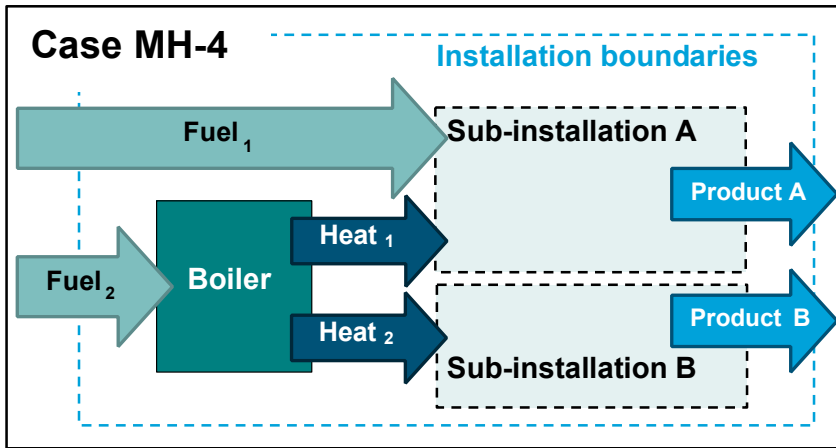 Case MH-4
Installation boundaries
Fuel 1
Sub-installation A
Product A
Heat 1
Fuel 2
Boiler
Heat 2
Product B
Sub-installation B